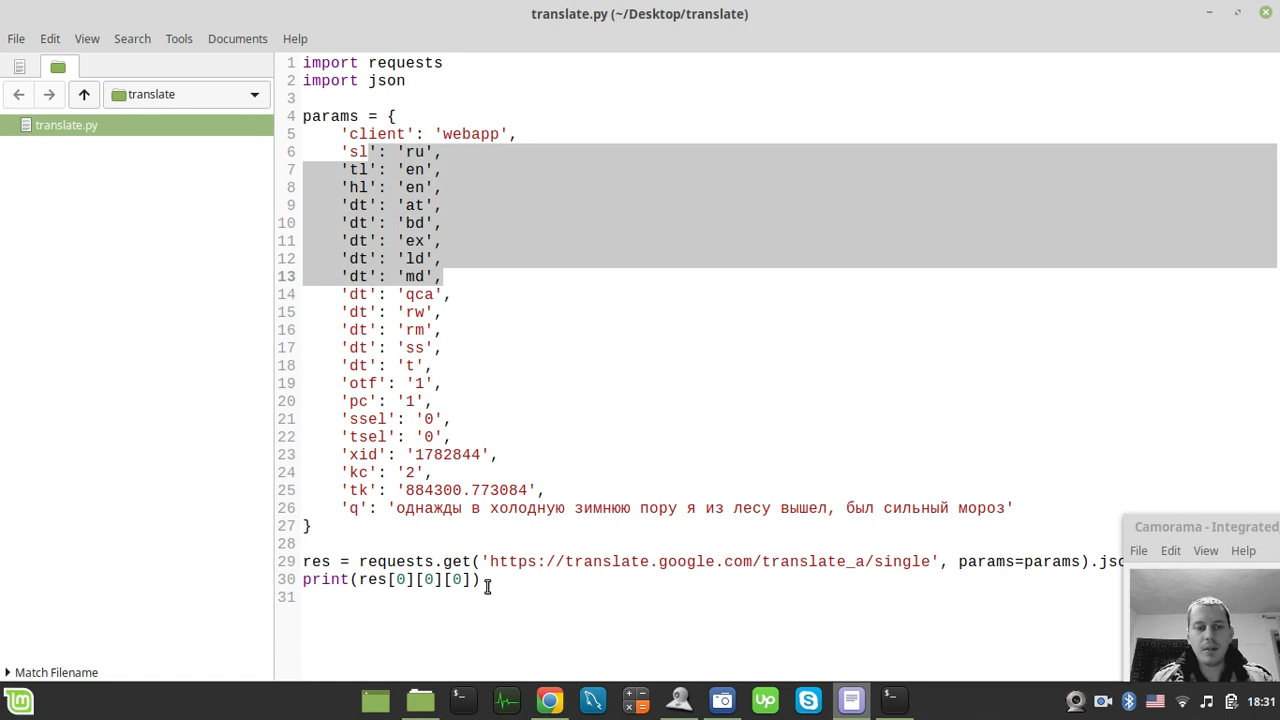 translate.py (~/Desktop/translate)
File Edit View Search Tools Documents Help
translate
translate.py
1 import requests
2 import json
3
4 params = {
5 'client': 'webapp',
6 'sl': 'ru',
7 'tl': 'en',
8 'hl': 'en',
9 'dt': 'at',
10 'dt': 'bd',
11 'dt': 'ex',
12 'dt': 'ld',
13 'dt': 'md',
14 'dt': 'qca',
15 'dt': 'rw',
16 'dt': 'rm',
17 'dt': 'ss',
18 'dt': 't',
19 'otf': '1',
20 'pc': '1',
21 'ssel': '0',
22 'tsel': '0',
23 'xid': '1782844',
24 'kc': '2',
25 'tk': '884300.773084',
26 'q': 'однажды в холодную зимнюю пору я из лесу вышел, был сильный мороз'
27 }
28
29 res = requests.get('https://translate.google.com/translate_a/single', params=params).jso
30 print(res[0][0][0])
31
Camorama - Integrated
File Edit View Help
Match Filename
Up
18:31